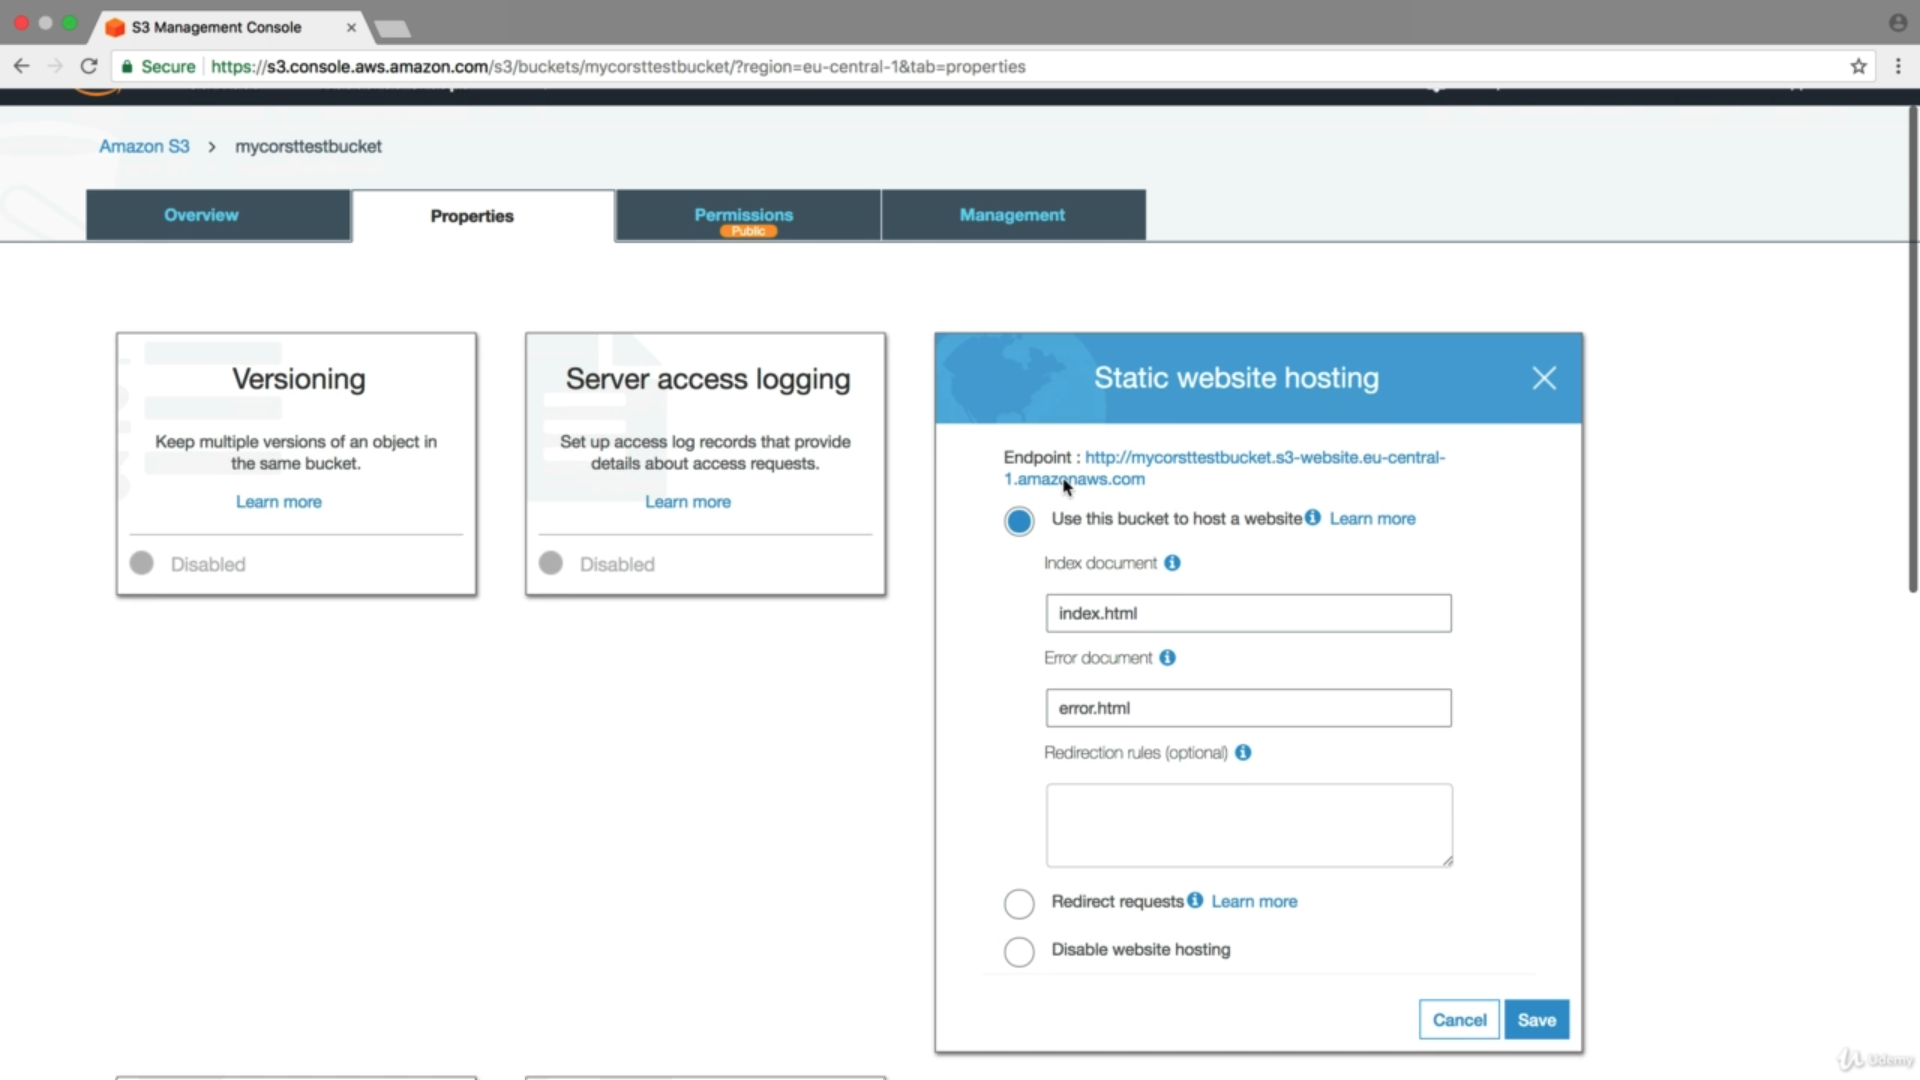 S3 Management Console
Secure https://s3.console.aws.amazon.com/s3/buckets/mycorsttestbucket/?region=eu-central-1&tab=properties
Amazon S3 > mycorsttestbucket
Overview
Properties
Permissions
Public
Management
Versioning
Keep multiple versions of an object in
the same bucket.
Learn more
Disabled
Server access logging
Set up access log records that provide
details about access requests.
Learn more
Disabled
Static website hosting
Endpoint : http://mycorsttestbucket.s3-website.eu-central-
1.amazonaws.com
Use this bucket to host a website Learn more
Index document
index.html
Error document
error.html
Redirection rules (optional)
Redirect requests Learn more
Disable website hosting
Cancel
Save
Udemy